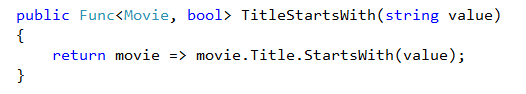 public Func<Movie, bool> TitleStartsWith(string value)
{
    return movie => movie.Title.StartsWith(value);
}